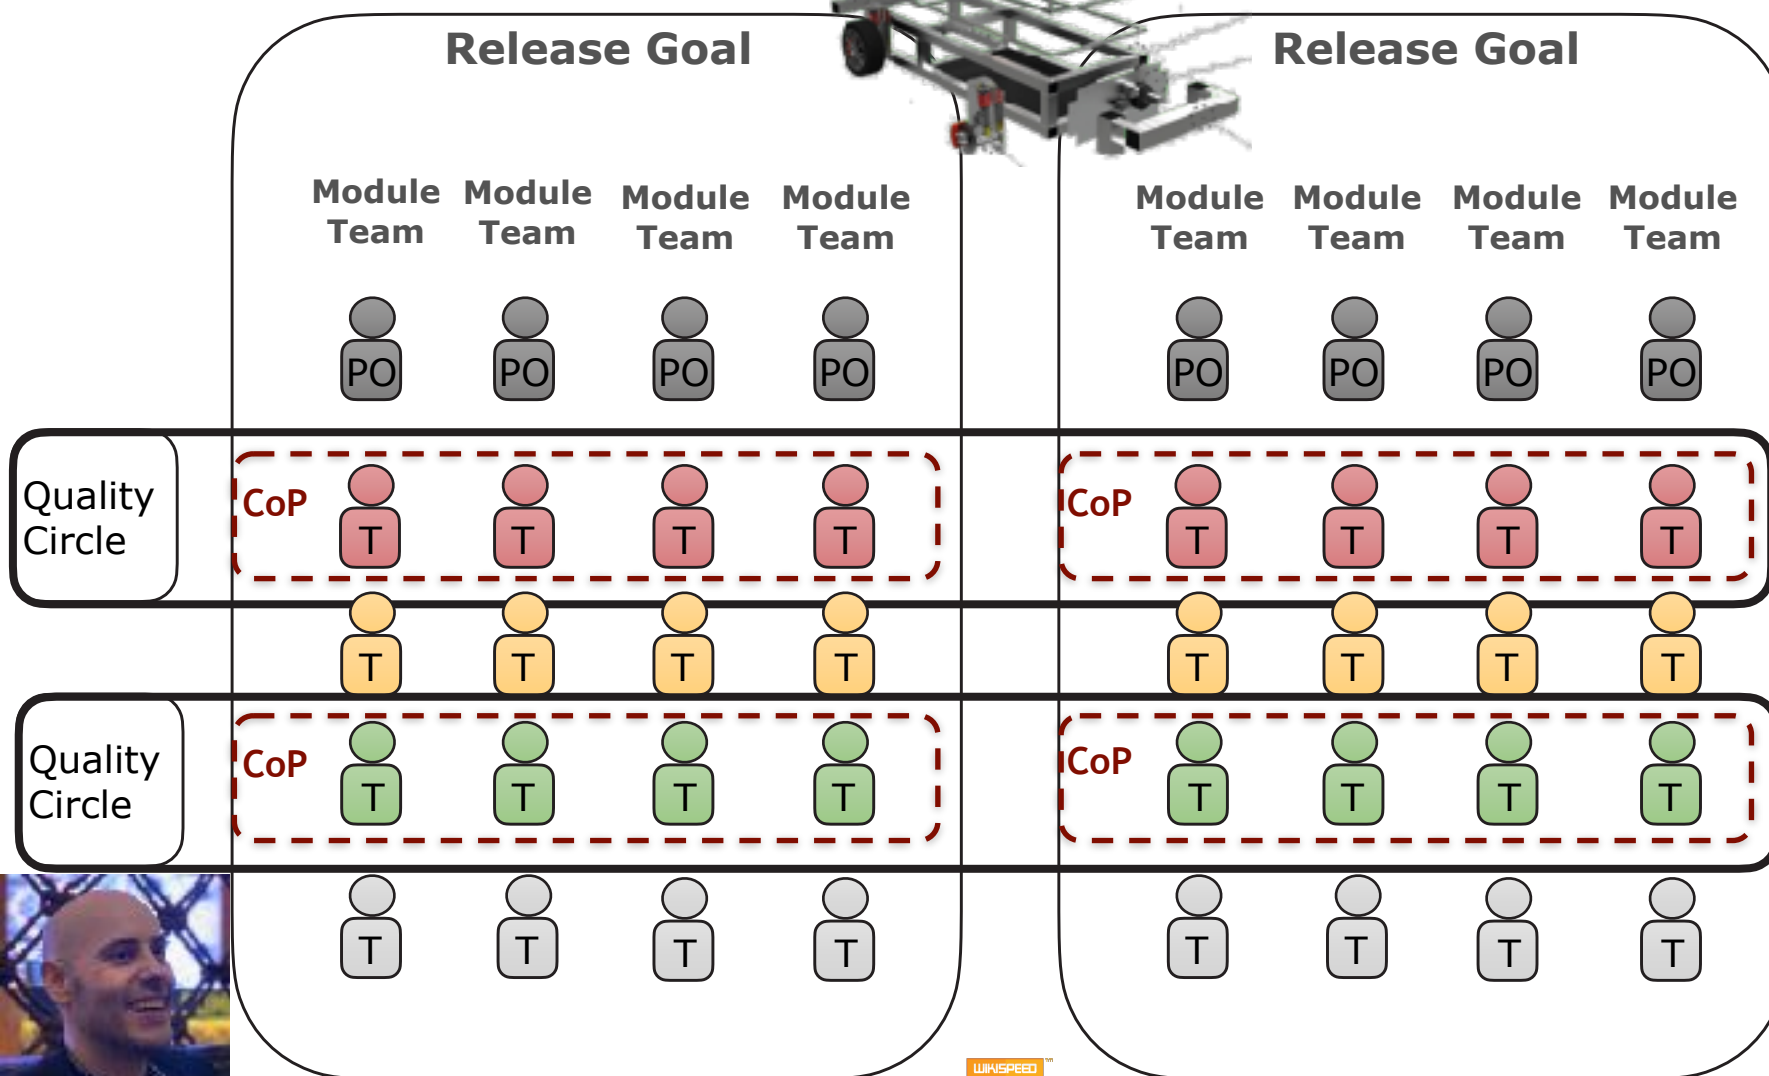 Release Goal
Release Goal
Module Module Module Module
Team Team Team Team
Module Module Module Module
Team Team Team Team
PO PO PO PO
PO PO PO PO
Quality
Circle
CoP
T T T T
CoP
T T T T
T T T T
T T T T
Quality
Circle
CoP
T T T T
CoP
T T T T
T T T T
T T T T
WIKISPEED™